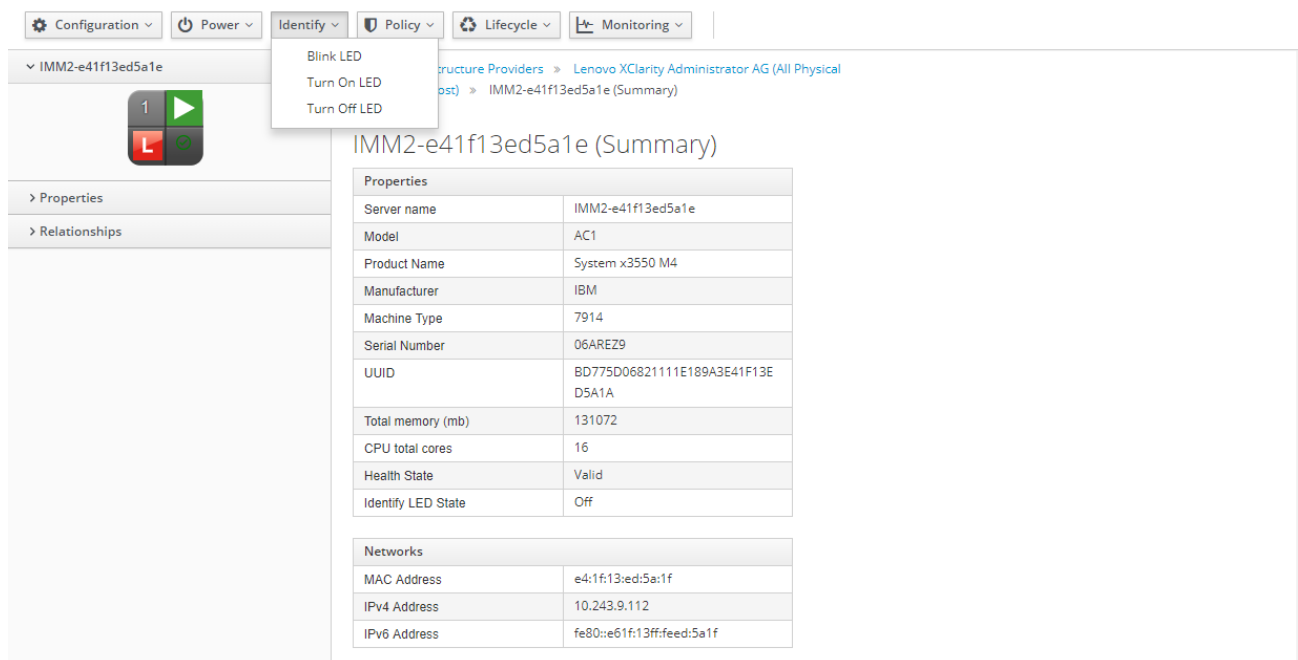 Configuration Power Identify Policy Lifecycle Monitoring
Blink LED
Turn On LED
Turn Off LED
IMM2-e41f13ed5a1e
1
L
Properties
Relationships
Providers » Lenovo XClarity Administrator AG (All Physical
» IMM2-e41f13ed5a1e (Summary)
IMM2-e41f13ed5a1e (Summary)
Properties
Server name IMM2-e41f13ed5a1e
Model AC1
Product Name System x3550 M4
Manufacturer IBM
Machine Type 7914
Serial Number 06AREZ9
UUID BD775D06821111E189A3E41F13E
D5A1A
Total memory (mb) 131072
CPU total cores 16
Health State Valid
Identify LED State Off
Networks
MAC Address e4:1f:13:ed:5a:1f
IPv4 Address 10.243.9.112
IPv6 Address fe80::e61f:13ff:feed:5a1f